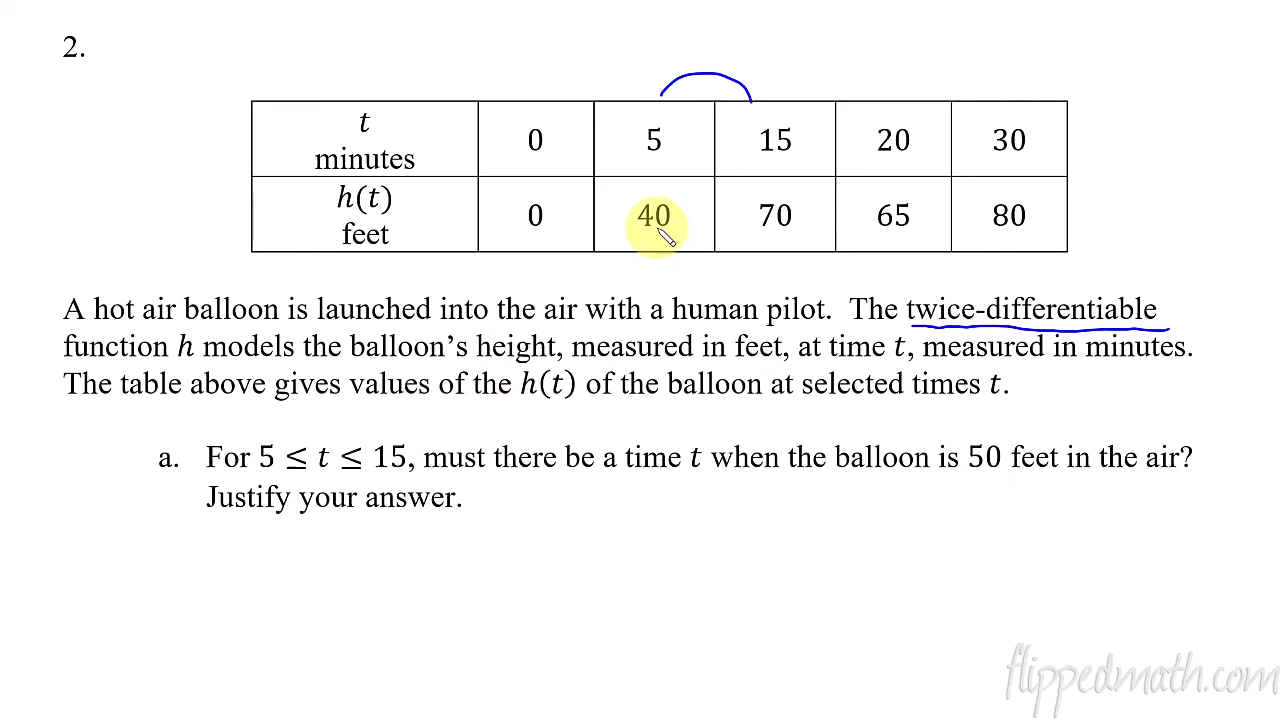 2.
t
minutes 0 5 15 20 30
h(t)
feet 0 40 70 65 80
A hot air balloon is launched into the air with a human pilot. The twice-differentiable
function h models the balloon’s height, measured in feet, at time t, measured in minutes.
The table above gives values of the h(t) of the balloon at selected times t.
a. For 5 ≤ t ≤ 15, must there be a time t when the balloon is 50 feet in the air?
Justify your answer.
flippedmath.com